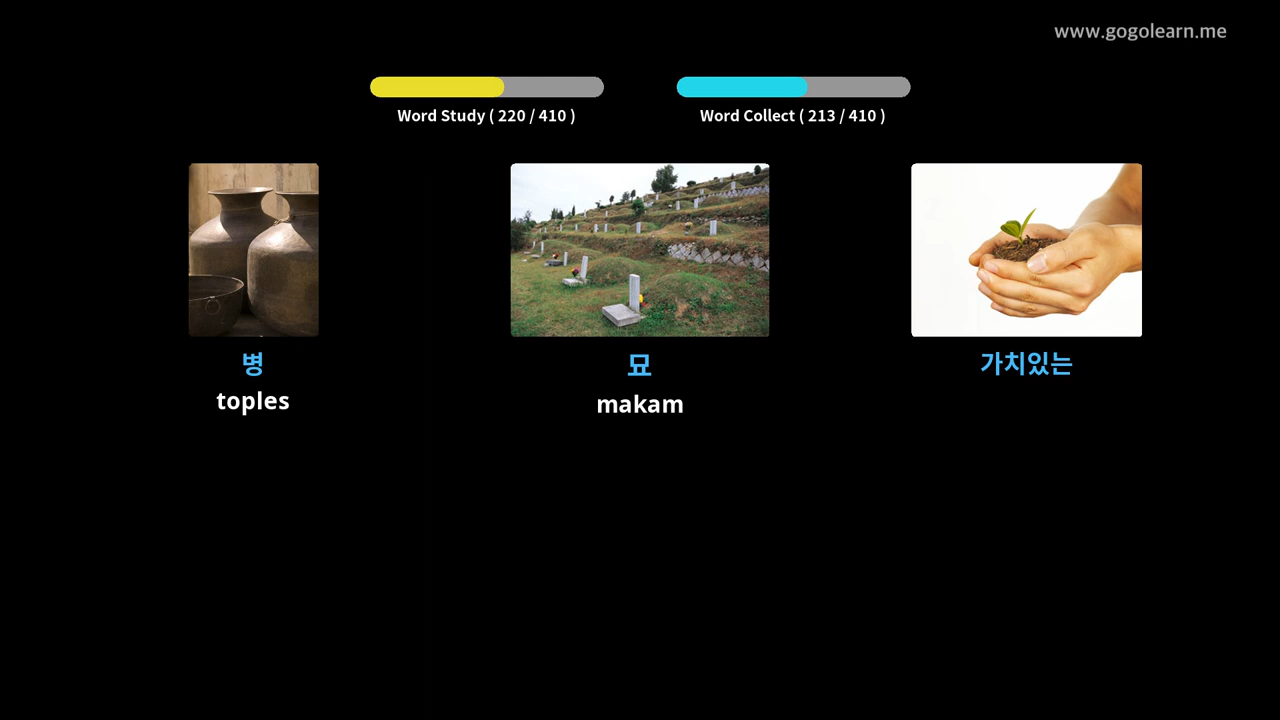 www.gogolearn.me
Word Study ( 220 / 410 )
Word Collect ( 213 / 410 )
병
toples
묘
makam
가치있는